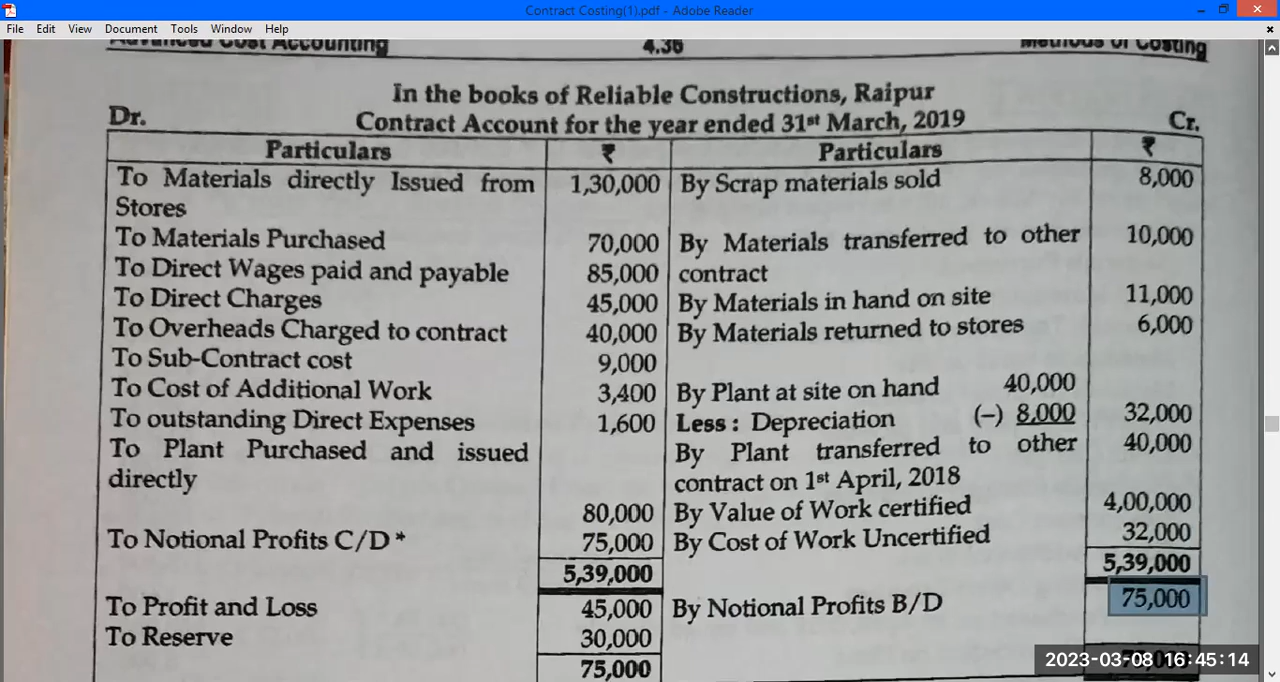 Contract Costing(1).pdf - Adobe Reader
File Edit View Document Tools Window Help
Advanced Cost Accounting 4.36 Methods of Costing
In the books of Reliable Constructions, Raipur
Dr. Contract Account for the year ended 31st March, 2019 Cr.
Particulars ₹ Particulars ₹
To Materials directly Issued from 1,30,000 By Scrap materials sold 8,000
Stores
To Materials Purchased 70,000 By Materials transferred to other 10,000
To Direct Wages paid and payable 85,000 contract
To Direct Charges 45,000 By Materials in hand on site 11,000
To Overheads Charged to contract 40,000 By Materials returned to stores 6,000
To Sub-Contract cost 9,000
To Cost of Additional Work 3,400 By Plant at site on hand 40,000
To outstanding Direct Expenses 1,600 Less : Depreciation (–) 8,000 32,000
To Plant Purchased and issued By Plant transferred to other 40,000
directly contract on 1st April, 2018
80,000 By Value of Work certified 4,00,000
To Notional Profits C/D * 75,000 By Cost of Work Uncertified 32,000
5,39,000 5,39,000
To Profit and Loss 45,000 By Notional Profits B/D 75,000
To Reserve 30,000
75,000
2023-03-08 16:45:14